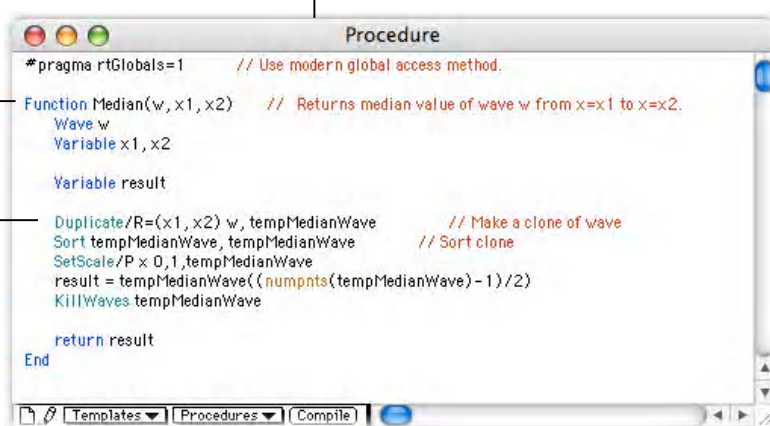 Procedure
#pragma rtGlobals=1 // Use modern global access method.
Function Median(w, x1, x2) // Returns median value of wave w from x=x1 to x=x2.
Wave w
Variable x1, x2
Variable result
Duplicate/R=(x1, x2) w, tempMedianWave // Make a clone of wave
Sort tempMedianWave, tempMedianWave // Sort clone
SetScale/P x 0,1,tempMedianWave
result = tempMedianWave((numpnts(tempMedianWave)-1)/2)
KillWaves tempMedianWave
return result
End
Templates Procedures Compile